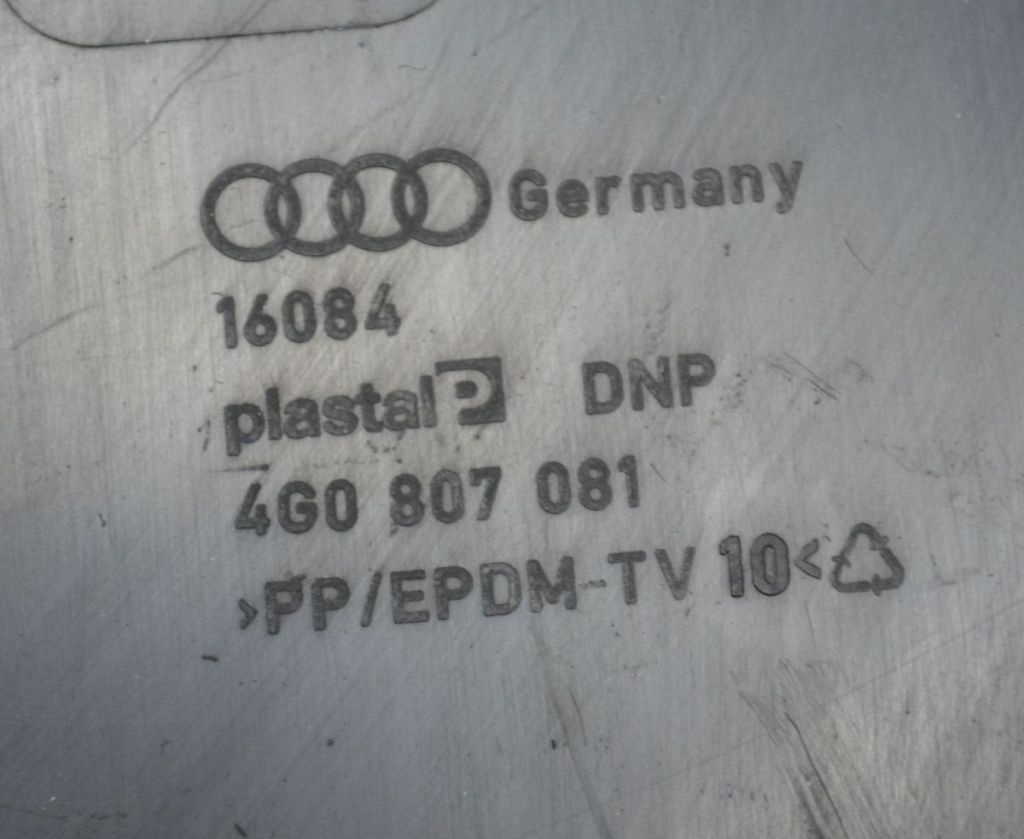 Germany
16084
plastal P DNP
4G0 807 081
>PP/EPDM-TV 10<